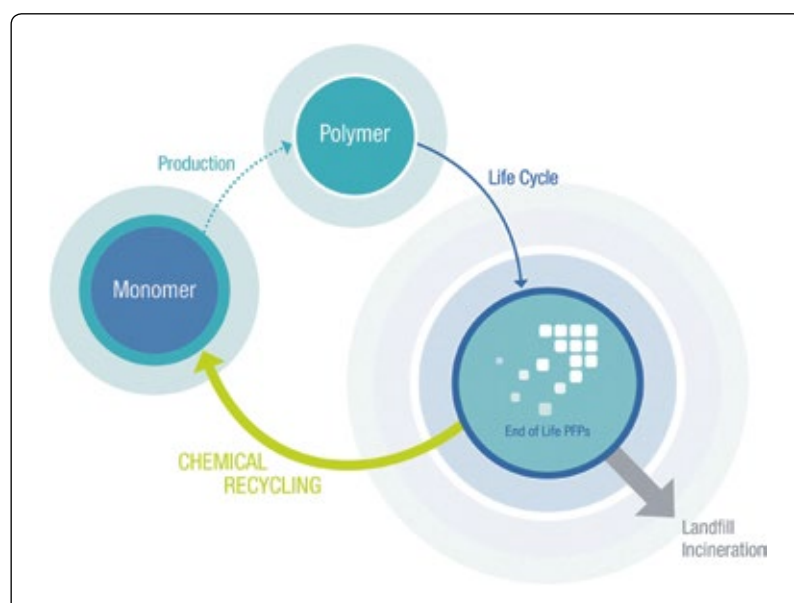 Polymer
Production
Life Cycle
Monomer
End of Life PFPs
CHEMICAL
RECYCLING
Landfill
Incineration